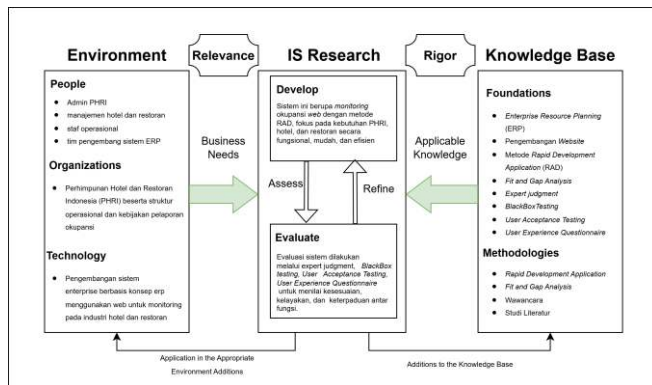 Environment
Relevance
IS Research
Rigor
Knowledge Base
People
Admin PHRI
manajemen hotel dan restoran
staf operasional
tim pengembang sistem ERP
Organizations
Perhimpunan Hotel dan Restoran
Indonesia (PHRI) beserta struktur
operasional dan kebijakan pelaporan
okupansi
Technology
Pengembangan sistem
enterprise berbasis konsep erp
menggunakan web untuk monitoring
pada industri hotel dan restoran
Business
Needs
Develop
Sistem ini berupa monitoring
okupansi web dengan metode
RAD, fokus pada kebutuhan PHRI,
hotel, dan restoran secara
fungsional, mudah, dan efisien
Assess
Refine
Evaluate
Evaluasi sistem dilakukan
melalui expert judgment, BlackBox
testing, User Acceptance Testing,
User Experience Questionnaire
untuk menilai kesesuaian,
kelayakan, dan keterpaduan antar
fungsi.
Applicable
Knowledge
Foundations
Enterprise Resource Planning
(ERP)
Pengembangan Website
Metode Rapid Development
Application (RAD)
Fit and Gap Analysis
Expert judgment
BlackBoxTesting
User Acceptance Testing
User Experience Questionnaire
Methodologies
Rapid Development Application
Fit and Gap Analysis
Wawancara
Studi Literatur
Application in the Appropriate
Environment Additions
Additions to the Knowledge Base